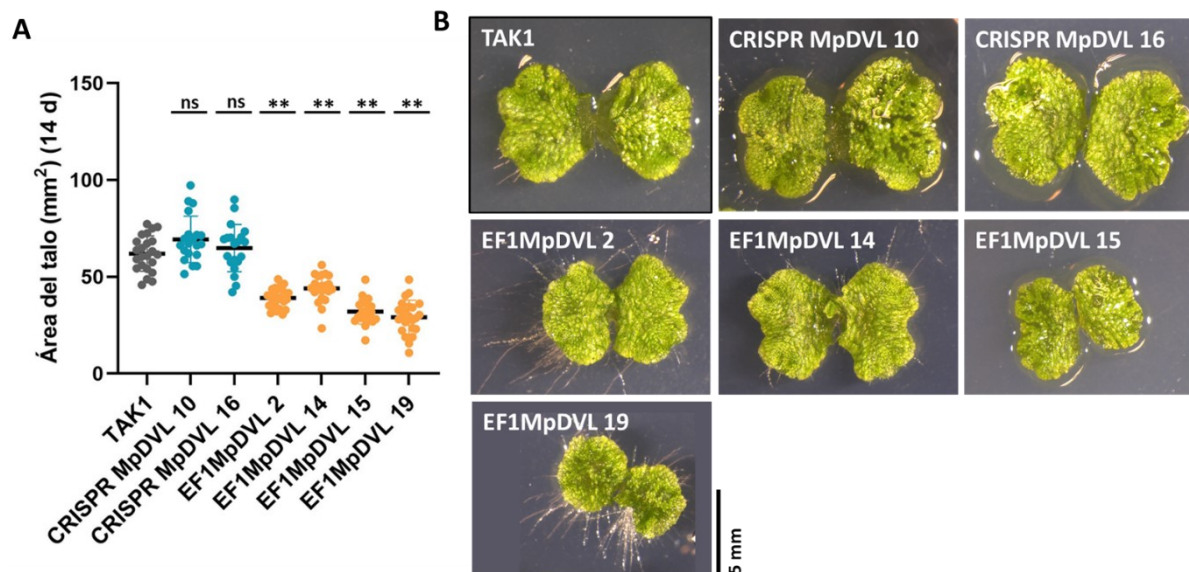 A
Área del talo (mm²) (14 d)
150
100
50
0
ns
ns
**
**
**
**
TAK1
CRISPR MpDVL 10
CRISPR MpDVL 16
EF1MpDVL 2
EF1MpDVL 14
EF1MpDVL 15
EF1MpDVL 19
B
TAK1
CRISPR MpDVL 10
CRISPR MpDVL 16
EF1MpDVL 2
EF1MpDVL 14
EF1MpDVL 15
EF1MpDVL 19
5 mm